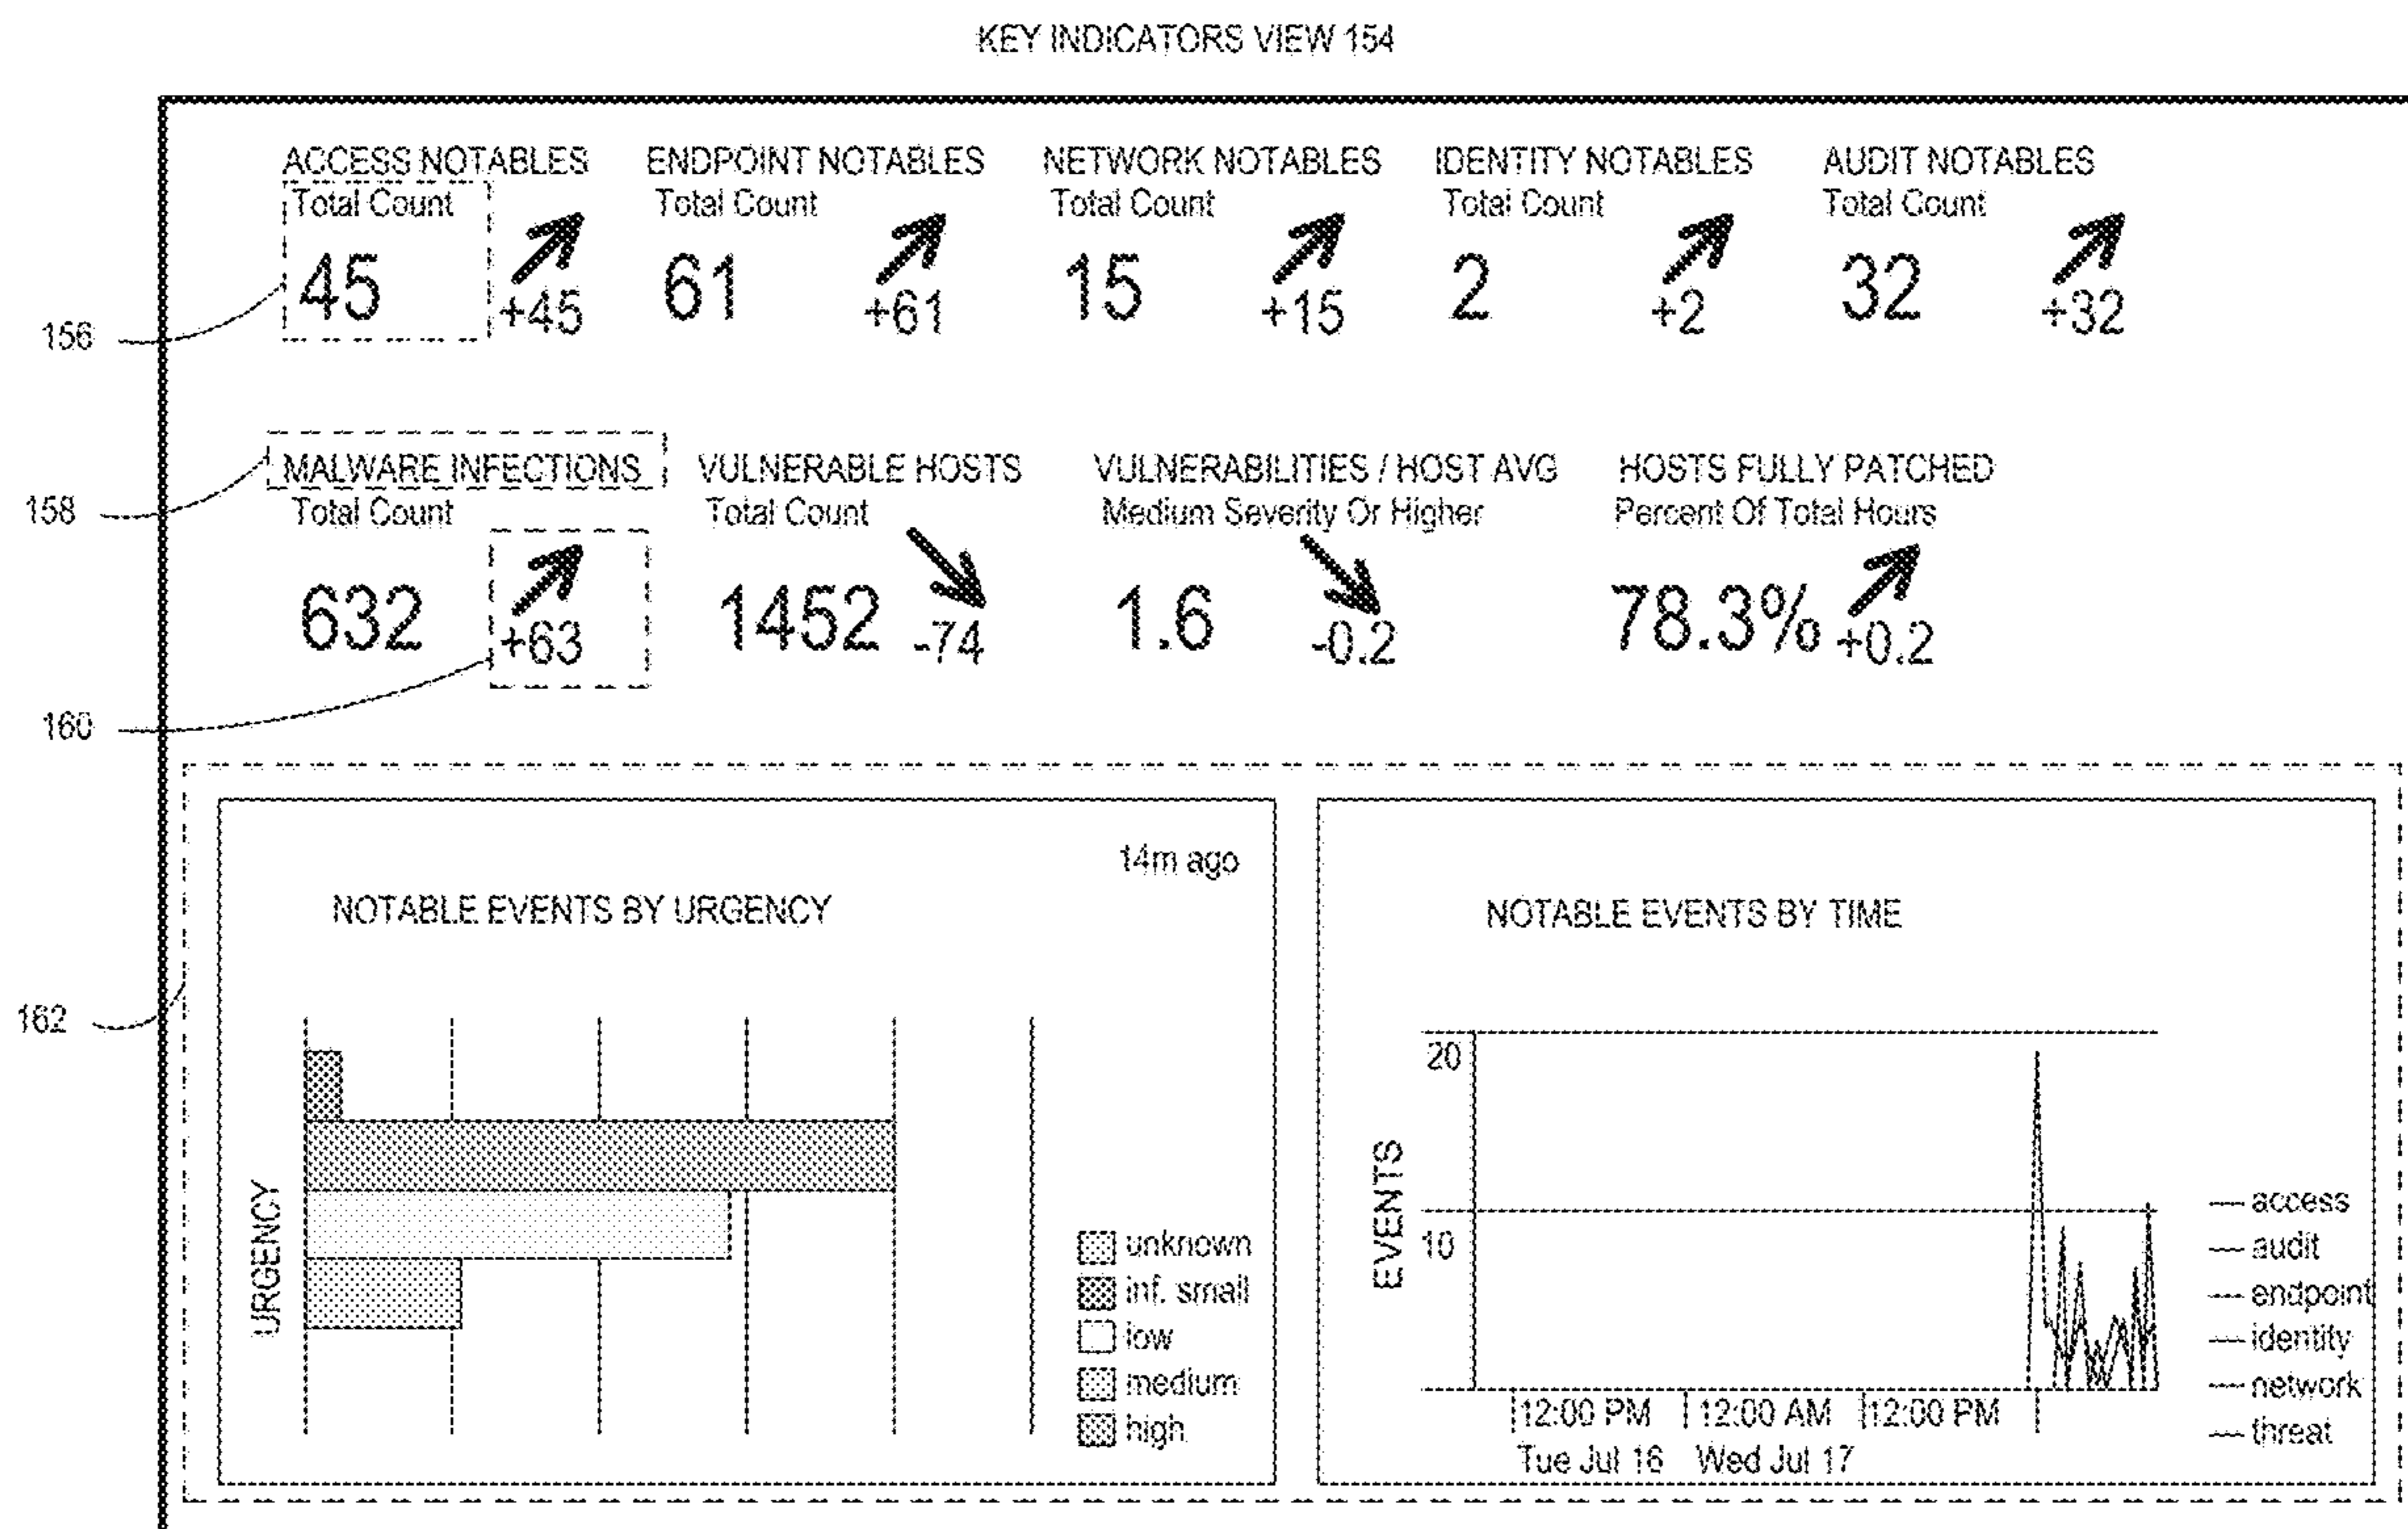 KEY INDICATORS VIEW 154
ACCESS NOTABLES ENDPOINT NOTABLES NETWORK NOTABLES IDENTITY NOTABLES AUDIT NOTABLES
Total Count Total Count Total Count Total Count Total Count
45 +45 61 +61 15 +15 2 +2 32 +32
156
MALWARE INFECTIONS VULNERABLE HOSTS VULNERABILITIES / HOST AVG HOSTS FULLY PATCHED
158 Total Count Total Count Medium Severity Or Higher Percent Of Total Hours
632 +63 1452 -74 1.6 -0.2 78.3% +0.2
160
14m ago
NOTABLE EVENTS BY URGENCY
162
URGENCY
unknown
inf. small
low
medium
high
NOTABLE EVENTS BY TIME
20
EVENTS
10
12:00 PM 12:00 AM 12:00 PM
Tue Jul 16 Wed Jul 17
access
audit
endpoint
identity
network
threat